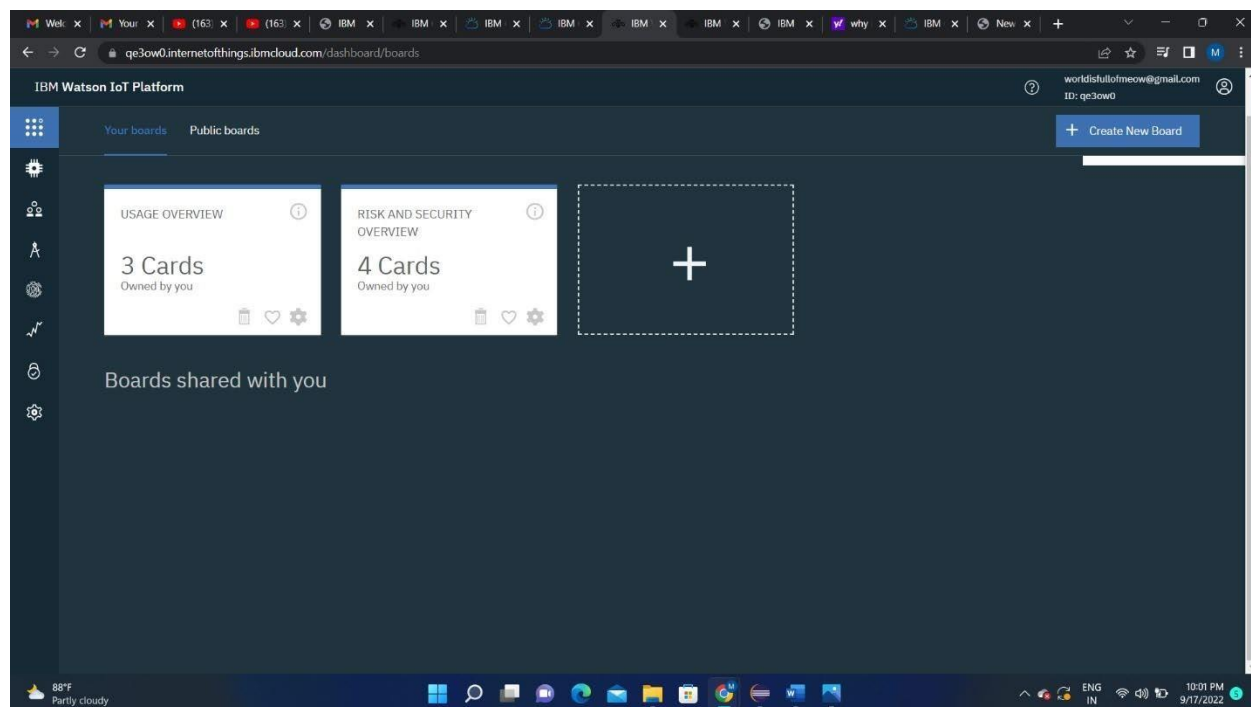 Welc
Your
(163)
(163)
IBM
IBM
IBM
IBM
IBM
IBM
IBM
why
IBM
New
qe3ow0.internetofthings.ibmcloud.com/dashboard/boards
M
IBM Watson IoT Platform
worldisfullofmeow@gmail.com
ID: qe3ow0
Your boards
Public boards
+ Create New Board
USAGE OVERVIEW
3 Cards
Owned by you
RISK AND SECURITY
OVERVIEW
4 Cards
Owned by you
Boards shared with you
88°F
Partly cloudy
ENG
IN
10:01 PM
9/17/2022
5